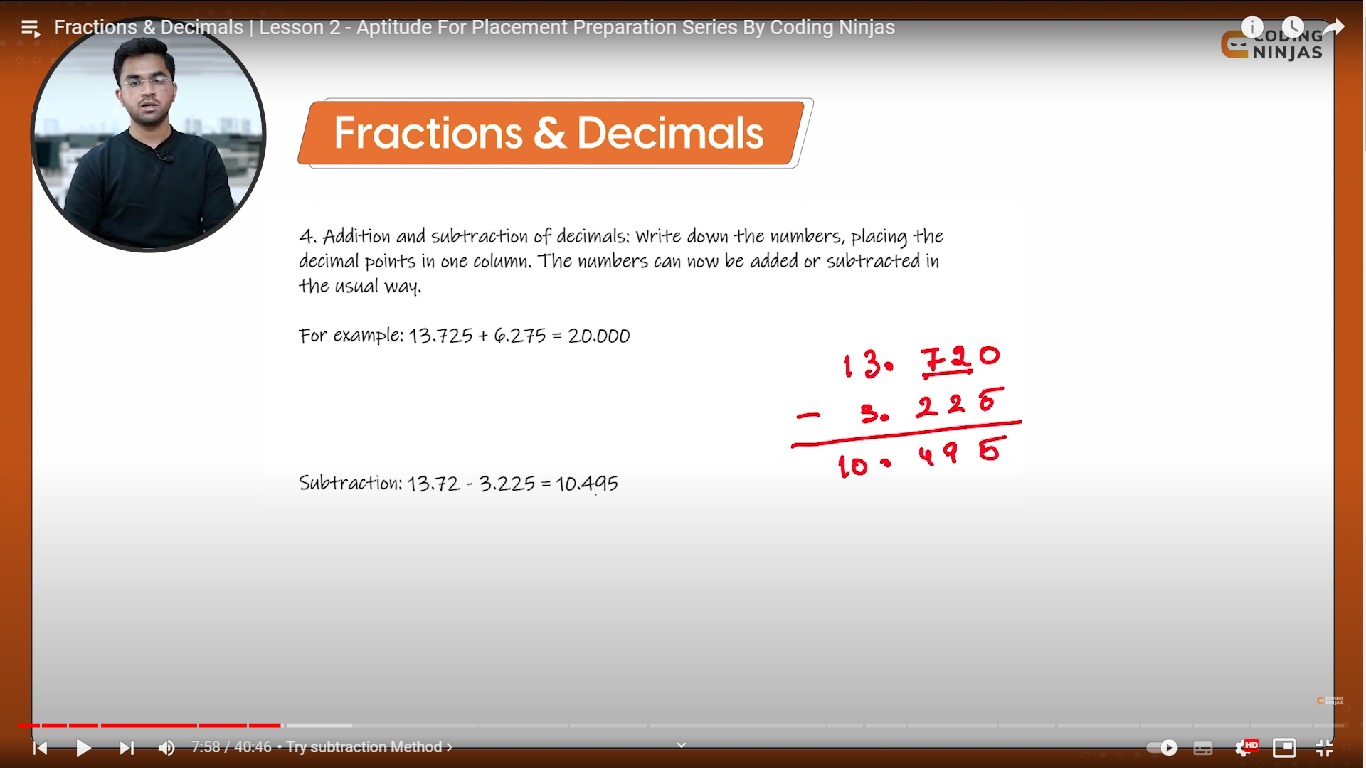 Fractions & Decimals | Lesson 2 - Aptitude For Placement Preparation Series By Coding Ninjas
CODING
NINJAS
Fractions & Decimals
4. Addition and subtraction of decimals: Write down the numbers, placing the
decimal points in one column. The numbers can now be added or subtracted in
the usual way.
For example: 13.725 + 6.275 = 20.000
13.720
- 3.225
10.495
Subtraction: 13.72 - 3.225 = 10.495
CODING
NINJAS
7:58 / 40:46 • Try subtraction Method ›
HD